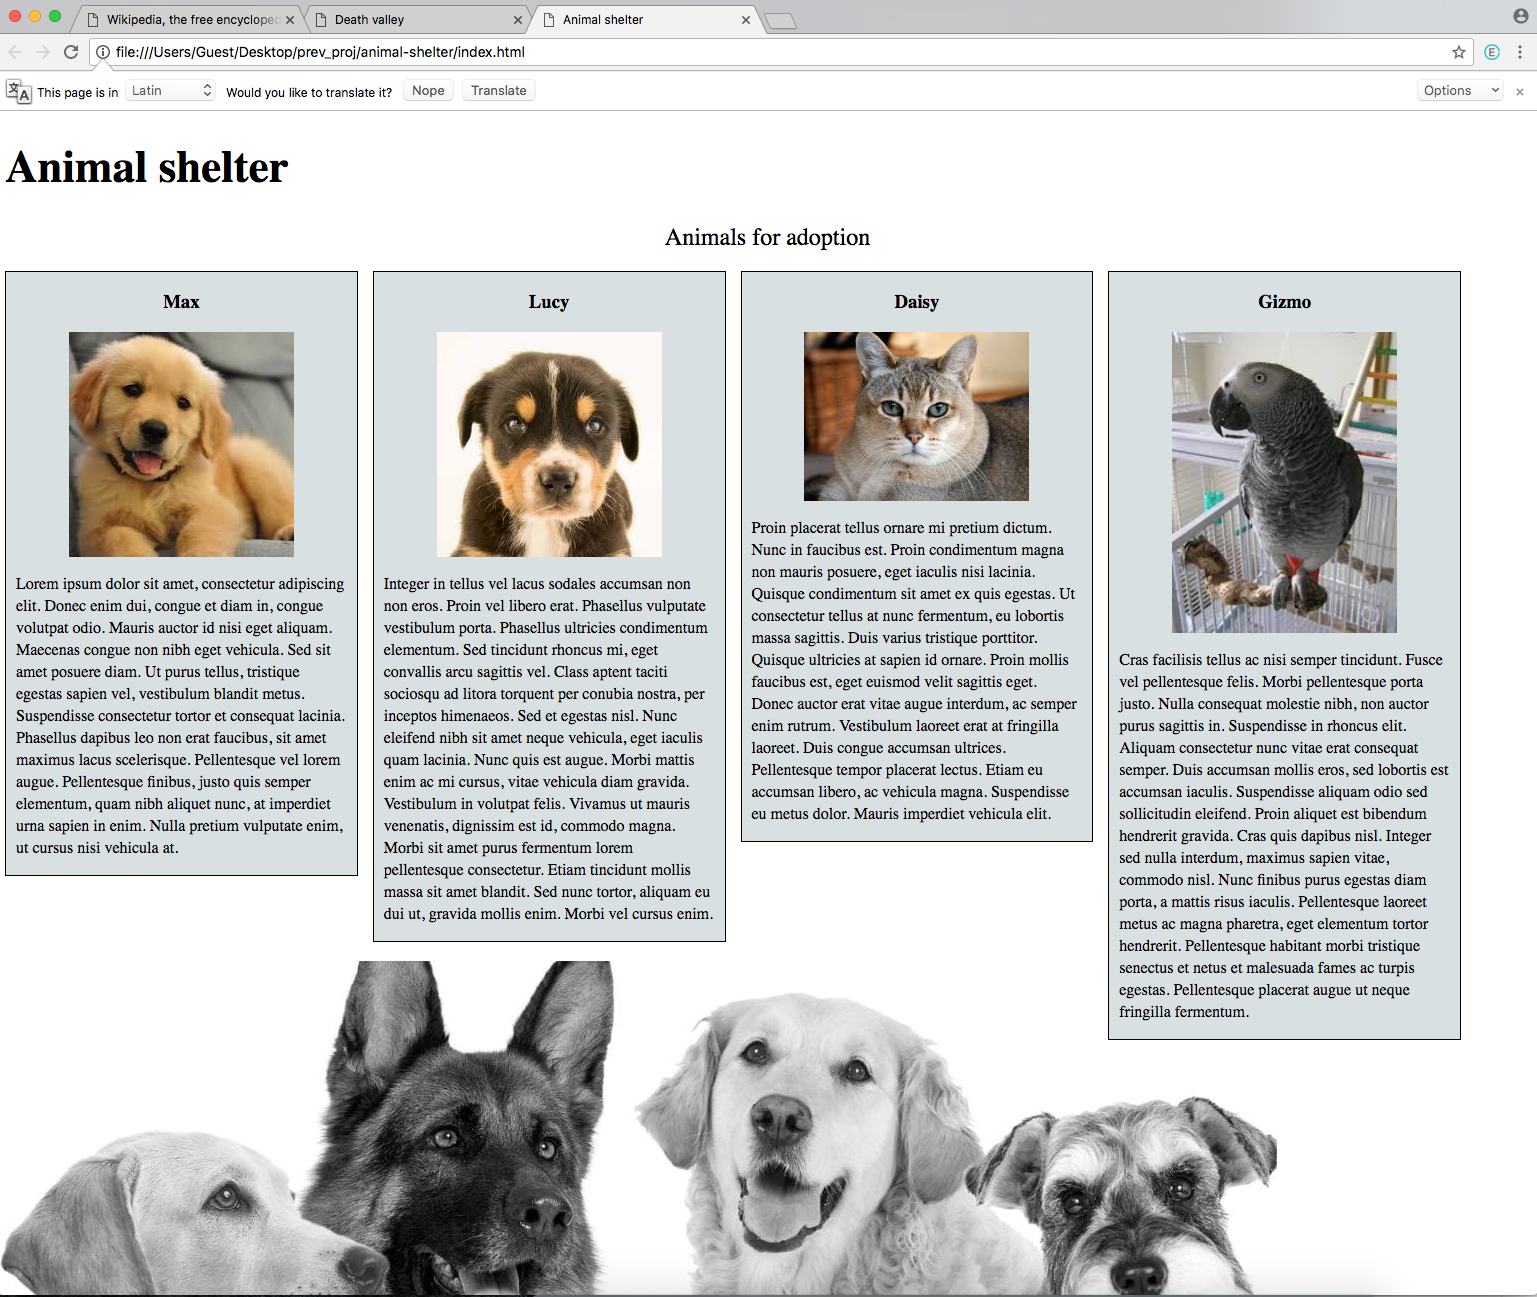 Wikipedia, the free encyclopedi
Death valley
Animal shelter
file:///Users/Guest/Desktop/prev_proj/animal-shelter/index.html
This page is in Latin Would you like to translate it? Nope Translate Options
Animal shelter
Animals for adoption
Max
Lorem ipsum dolor sit amet, consectetur adipiscing
elit. Donec enim dui, congue et diam in, congue
volutpat odio. Mauris auctor id nisi eget aliquam.
Maecenas congue non nibh eget vehicula. Sed sit
amet posuere diam. Ut purus tellus, tristique
egestas sapien vel, vestibulum blandit metus.
Suspendisse consectetur tortor et consequat lacinia.
Phasellus dapibus leo non erat faucibus, sit amet
maximus lacus scelerisque. Pellentesque vel lorem
augue. Pellentesque finibus, justo quis semper
elementum, quam nibh aliquet nunc, at imperdiet
urna sapien in enim. Nulla pretium vulputate enim,
ut cursus nisi vehicula at.
Lucy
Integer in tellus vel lacus sodales accumsan non
non eros. Proin vel libero erat. Phasellus vulputate
vestibulum porta. Phasellus ultricies condimentum
elementum. Sed tincidunt rhoncus mi, eget
convallis arcu sagittis vel. Class aptent taciti
sociosqu ad litora torquent per conubia nostra, per
inceptos himenaeos. Sed et egestas nisl. Nunc
eleifend nibh sit amet neque vehicula, eget iaculis
quam lacinia. Nunc quis est augue. Morbi mattis
enim ac mi cursus, vitae vehicula diam gravida.
Vestibulum in volutpat felis. Vivamus ut mauris
venenatis, dignissim est id, commodo magna.
Morbi sit amet purus fermentum lorem
pellentesque consectetur. Etiam tincidunt mollis
massa sit amet blandit. Sed nunc tortor, aliquam eu
dui ut, gravida mollis enim. Morbi vel cursus enim.
Daisy
Proin placerat tellus ornare mi pretium dictum.
Nunc in faucibus est. Proin condimentum magna
non mauris posuere, eget iaculis nisi lacinia.
Quisque condimentum sit amet ex quis egestas. Ut
consectetur tellus at nunc fermentum, eu lobortis
massa sagittis. Duis varius tristique porttitor.
Quisque ultricies at sapien id ornare. Proin mollis
faucibus est, eget euismod velit sagittis eget.
Donec auctor erat vitae augue interdum, ac semper
enim rutrum. Vestibulum laoreet erat at fringilla
laoreet. Duis congue accumsan ultrices.
Pellentesque tempor placerat lectus. Etiam eu
accumsan libero, ac vehicula magna. Suspendisse
eu metus dolor. Mauris imperdiet vehicula elit.
Gizmo
Cras facilisis tellus ac nisi semper tincidunt. Fusce
vel pellentesque felis. Morbi pellentesque porta
justo. Nulla consequat molestie nibh, non auctor
purus sagittis in. Suspendisse in rhoncus elit.
Aliquam consectetur nunc vitae erat consequat
semper. Duis accumsan mollis eros, sed lobortis est
accumsan iaculis. Suspendisse aliquam odio sed
sollicitudin eleifend. Proin aliquet est bibendum
hendrerit gravida. Cras quis dapibus nisl. Integer
sed nulla interdum, maximus sapien vitae,
commodo nisl. Nunc finibus purus egestas diam
porta, a mattis risus iaculis. Pellentesque laoreet
metus ac magna pharetra, eget elementum tortor
hendrerit. Pellentesque habitant morbi tristique
senectus et netus et malesuada fames ac turpis
egestas. Pellentesque placerat augue ut neque
fringilla fermentum.